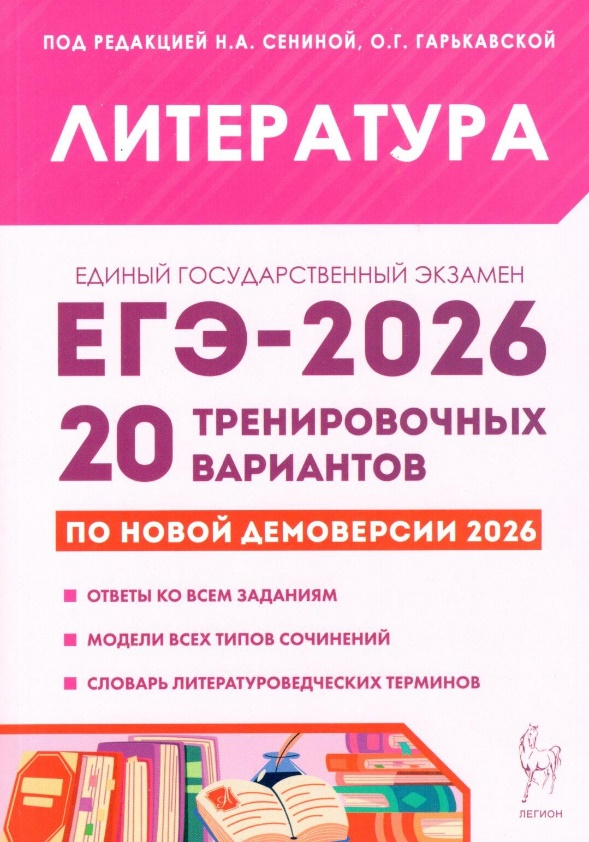 ПОД РЕДАКЦИЕЙ Н.А. СЕНИНОЙ, О.Г. ГАРЬКАВСКОЙ
ЛИТЕРАТУРА
ЕДИНЫЙ ГОСУДАРСТВЕННЫЙ ЭКЗАМЕН
ЕГЭ-2026
20 ТРЕНИРОВОЧНЫХ
ВАРИАНТОВ
ПО НОВОЙ ДЕМОВЕРСИИ 2026
ОТВЕТЫ КО ВСЕМ ЗАДАНИЯМ
МОДЕЛИ ВСЕХ ТИПОВ СОЧИНЕНИЙ
СЛОВАРЬ ЛИТЕРАТУРОВЕДЧЕСКИХ ТЕРМИНОВ
Л
ЛЕГИОН